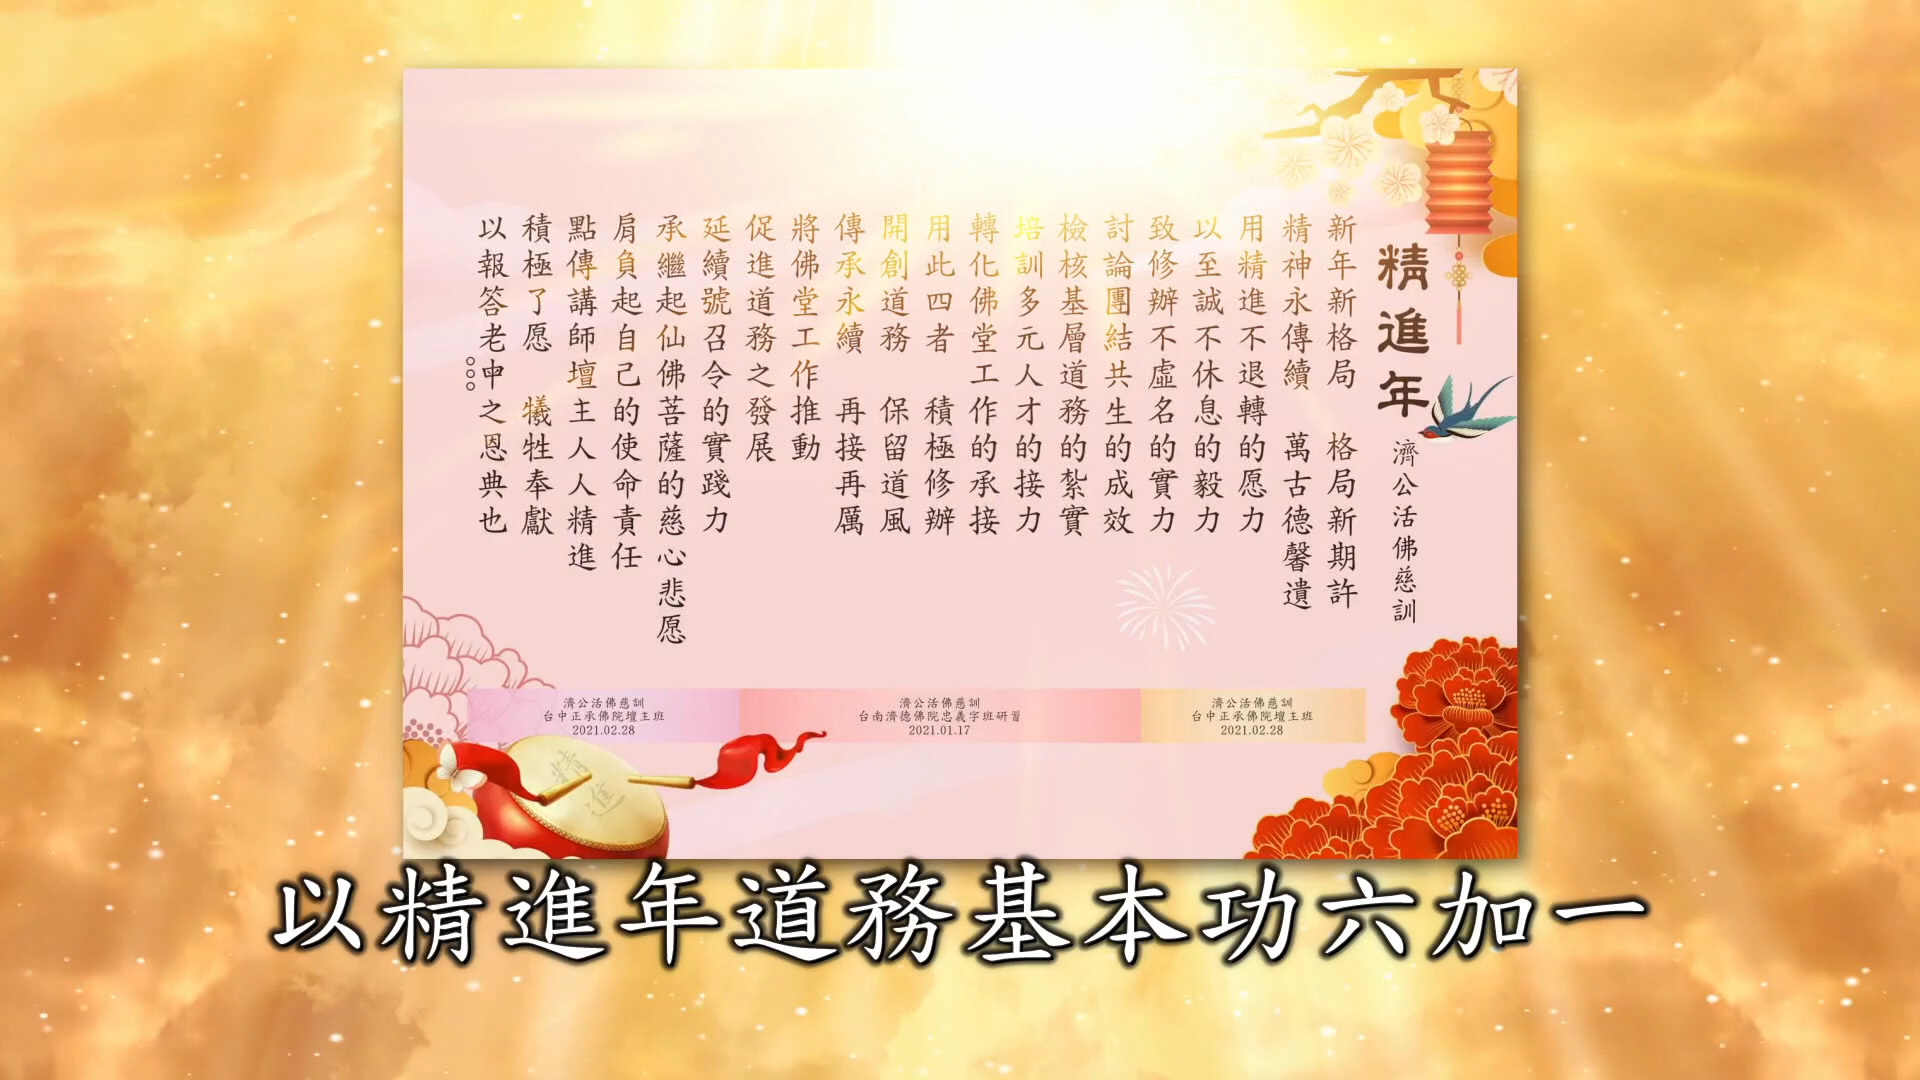 精進年 濟公活佛慈訓
新年新格局 格局新期許
精神永傳續 萬古德馨遺
用精進不退轉的愿力
以至誠不休息的毅力
致修辦不虛名的實力
討論團結共生的成效
檢核基層道務的紮實
培訓多元人才的接力
轉化佛堂工作的承接
用此四者 積極修辦
開創道務 保留道風
傳承永續 再接再厲
將佛堂工作推動
促進道務之發展
延續號召令的實踐力
承繼起仙佛菩薩的慈心悲愿
肩負起自己的使命責任
點傳講師壇主人人精進
積極了愿 犧牲奉獻
以報答老申之恩典也
。。。
濟公活佛慈訓
台中正承佛院壇主班
2021.02.28
濟公活佛慈訓
台南濟德佛院忠義字班研習
2021.01.17
濟公活佛慈訓
台中正承佛院壇主班
2021.02.28
精進
以精進年道務基本功六加一